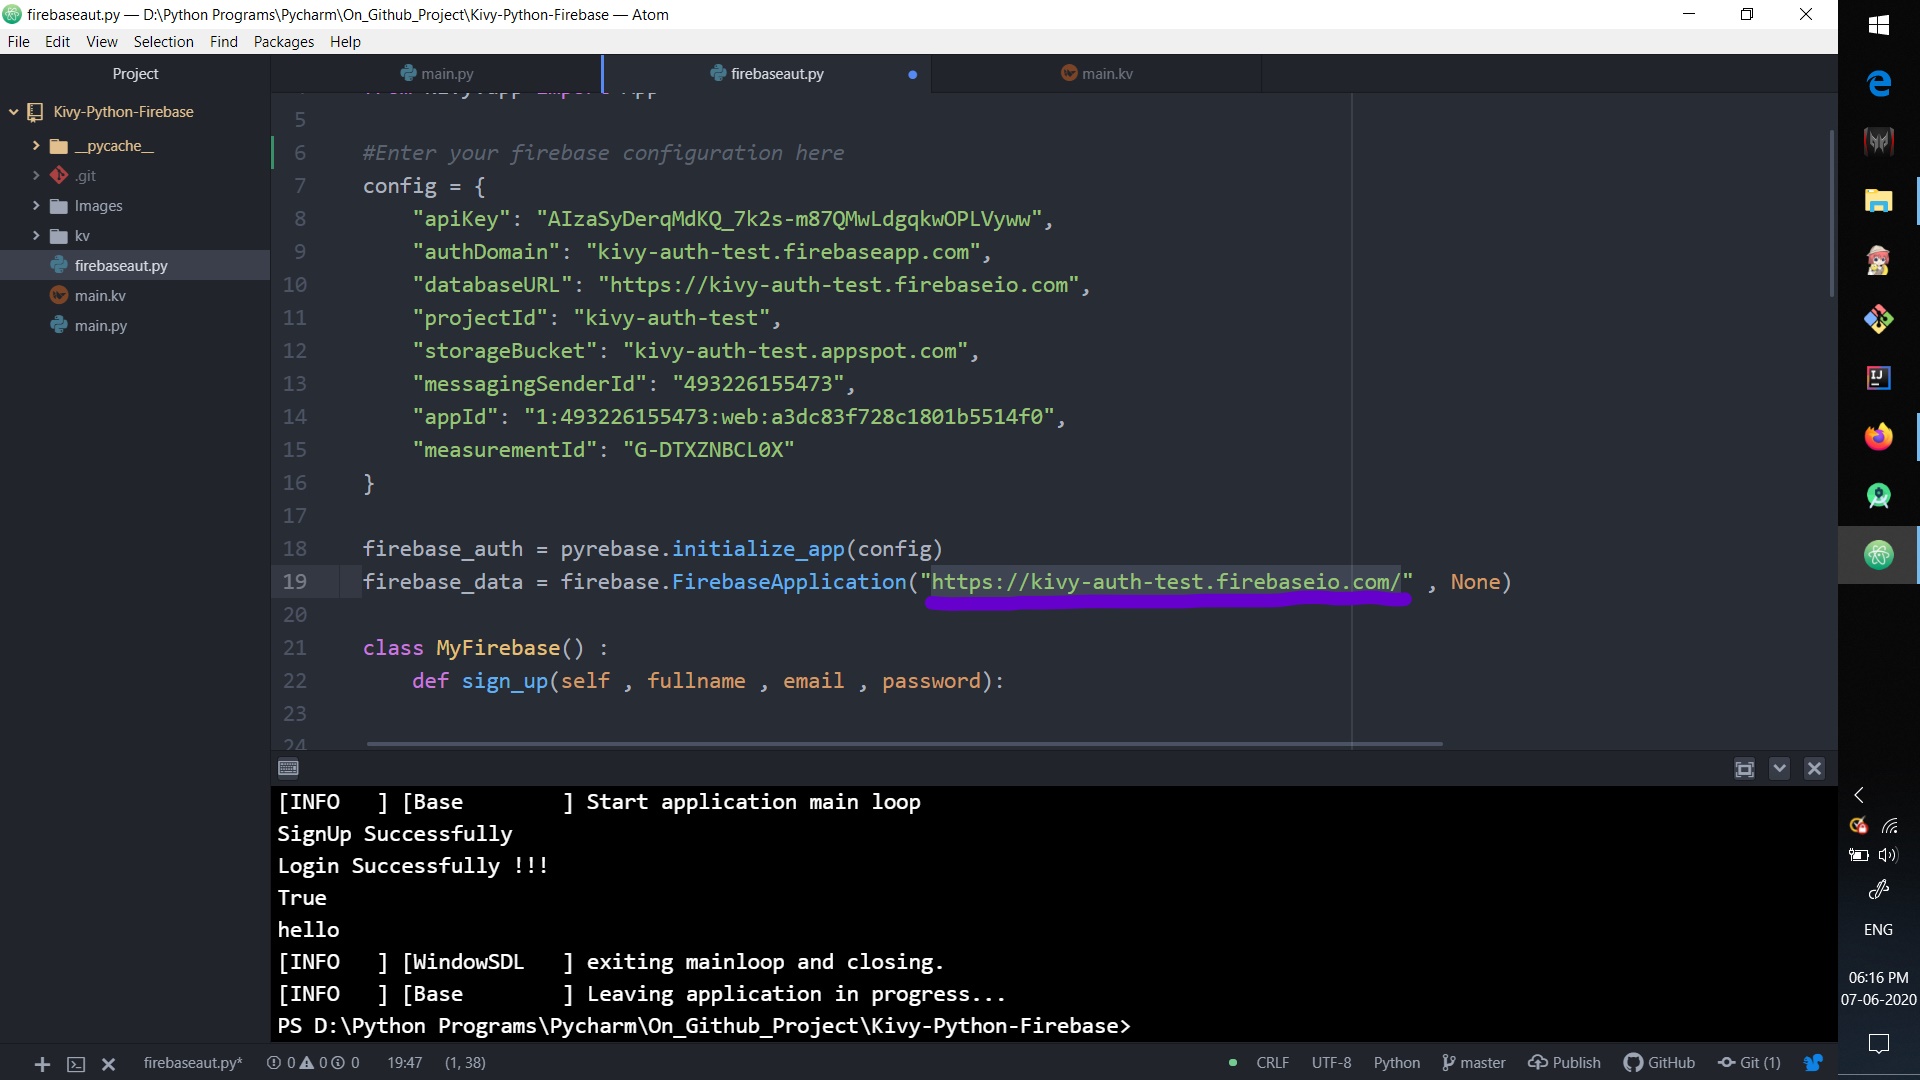 firebaseaut.py — D:\Python Programs\Pycharm\On_Github_Project\Kivy-Python-Firebase — Atom
File Edit View Selection Find Packages Help
Project
main.py
firebaseaut.py
main.kv
Kivy-Python-Firebase
__pycache__
.git
Images
kv
firebaseaut.py
main.kv
main.py
5
6 #Enter your firebase configuration here
7 config = {
8 "apiKey": "AIzaSyDerqMdKQ_7k2s-m87QMwLdgqkwOPLVyww",
9 "authDomain": "kivy-auth-test.firebaseapp.com",
10 "databaseURL": "https://kivy-auth-test.firebaseio.com",
11 "projectId": "kivy-auth-test",
12 "storageBucket": "kivy-auth-test.appspot.com",
13 "messagingSenderId": "493226155473",
14 "appId": "1:493226155473:web:a3dc83f728c1801b5514f0",
15 "measurementId": "G-DTXZNBCL0X"
16 }
17
18 firebase_auth = pyrebase.initialize_app(config)
19 firebase_data = firebase.FirebaseApplication("https://kivy-auth-test.firebaseio.com/" , None)
20
21 class MyFirebase() :
22 def sign_up(self , fullname , email , password):
23
24
[INFO   ] [Base        ] Start application main loop
SignUp Successfully
Login Successfully !!!
True
hello
[INFO   ] [WindowSDL   ] exiting mainloop and closing.
[INFO   ] [Base        ] Leaving application in progress...
PS D:\Python Programs\Pycharm\On_Github_Project\Kivy-Python-Firebase>
firebaseaut.py* 0 0 0 19:47 (1, 38) CRLF UTF-8 Python master Publish GitHub Git (1)
IJ
ENG
06:16 PM
07-06-2020